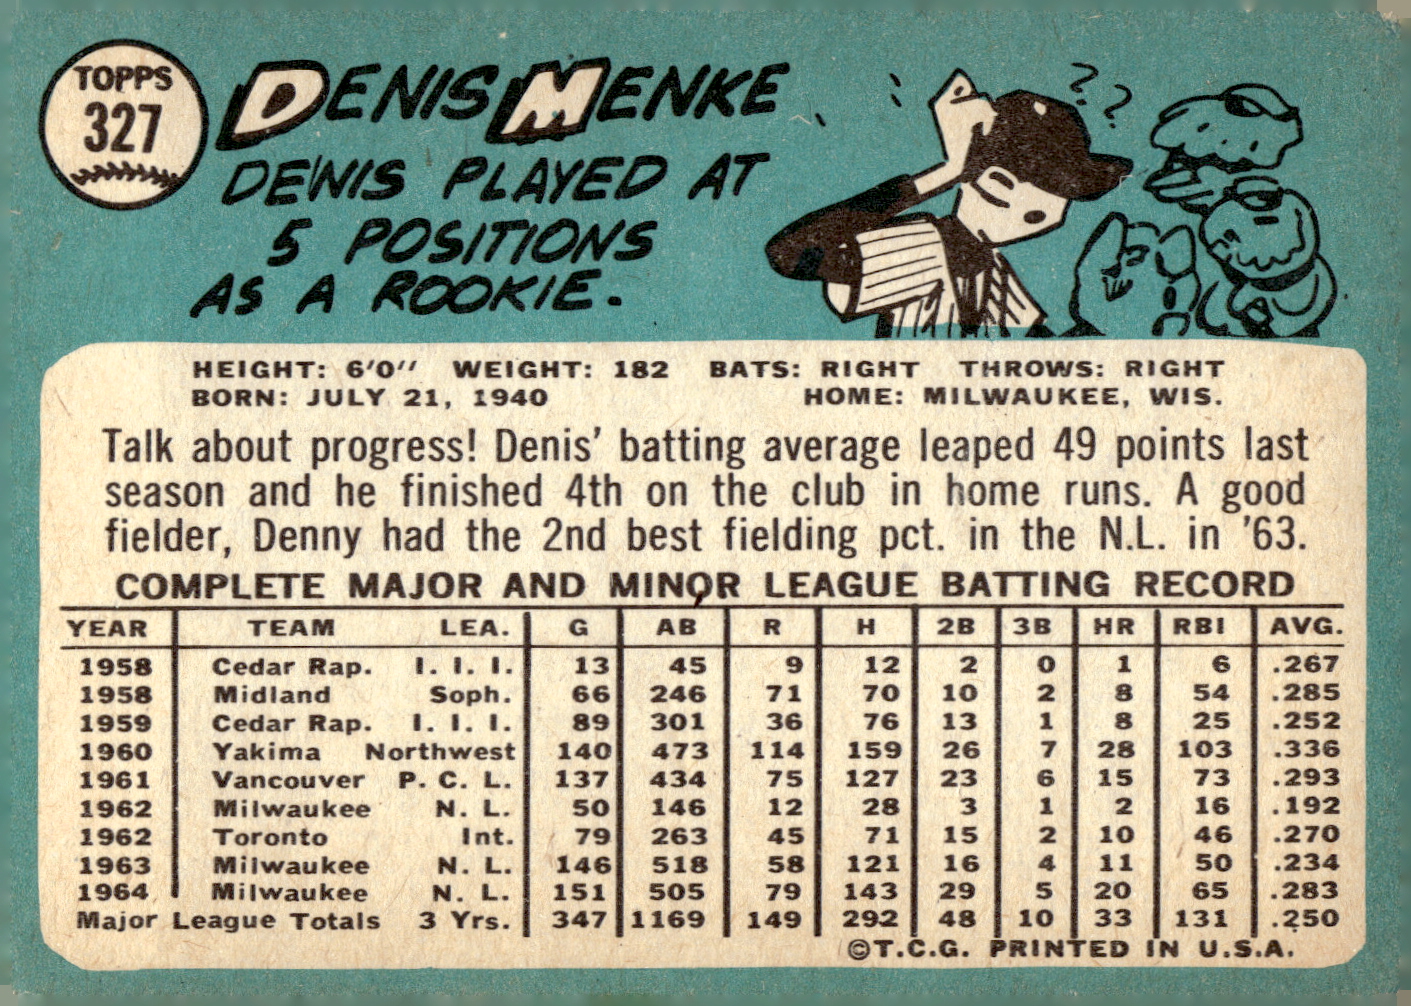 TOPPS
327
DENIS MENKE
DENIS PLAYED AT
5 POSITIONS
AS A ROOKIE.
? ?
HEIGHT: 6'0" WEIGHT: 182 BATS: RIGHT THROWS: RIGHT
BORN: JULY 21, 1940 HOME: MILWAUKEE, WIS.
Talk about progress! Denis' batting average leaped 49 points last
season and he finished 4th on the club in home runs. A good
fielder, Denny had the 2nd best fielding pct. in the N.L. in '63.
COMPLETE MAJOR AND MINOR LEAGUE BATTING RECORD
YEAR TEAM LEA. G AB R H 2B 3B HR RBI AVG.
1958 Cedar Rap. I. I. I. 13 45 9 12 2 0 1 6 .267
1958 Midland Soph. 66 246 71 70 10 2 8 54 .285
1959 Cedar Rap. I. I. I. 89 301 36 76 13 1 8 25 .252
1960 Yakima Northwest 140 473 114 159 26 7 28 103 .336
1961 Vancouver P. C. L. 137 434 75 127 23 6 15 73 .293
1962 Milwaukee N. L. 50 146 12 28 3 1 2 16 .192
1962 Toronto Int. 79 263 45 71 15 2 10 46 .270
1963 Milwaukee N. L. 146 518 58 121 16 4 11 50 .234
1964 Milwaukee N. L. 151 505 79 143 29 5 20 65 .283
Major League Totals 3 Yrs. 347 1169 149 292 48 10 33 131 .250
©T.C.G. PRINTED IN U.S.A.